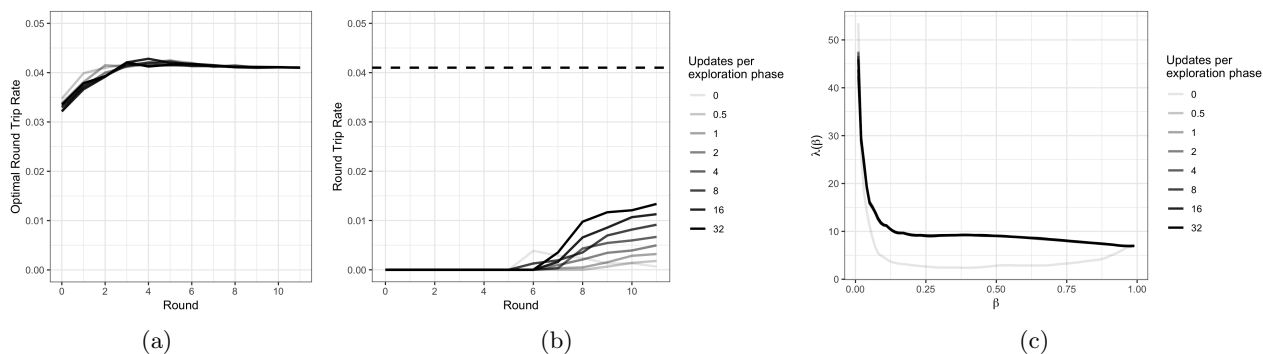 0.05
0.04
0.03
0.02
0.01
0.00
Optimal Round Trip Rate
0 2 4 6 8 10
Round
(a)
0.05
0.04
0.03
0.02
0.01
0.00
Round Trip Rate
0 2 4 6 8 10
Round
(b)
Updates per
exploration phase
0
0.5
1
2
4
8
16
32
50
40
30
20
10
0
λ(β)
0.00 0.25 0.50 0.75 1.00
β
(c)
Updates per
exploration phase
0
0.5
1
2
4
8
16
32